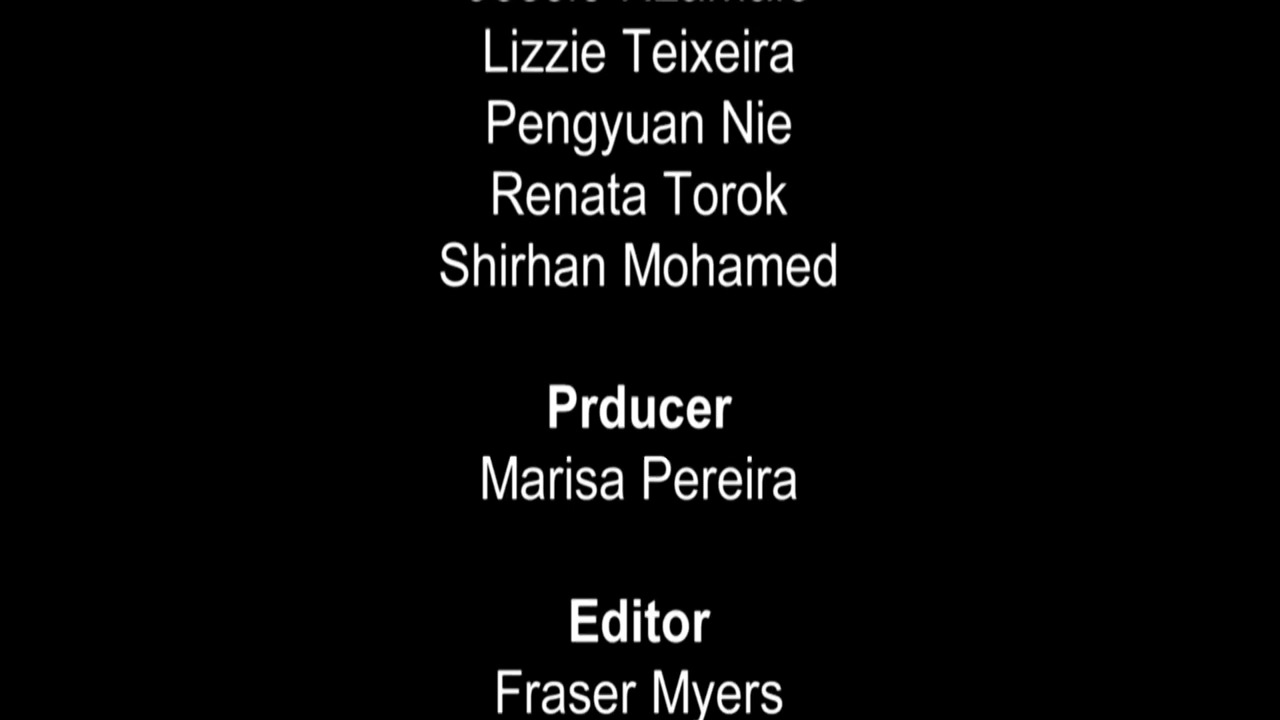 Lizzie Teixeira
Pengyuan Nie
Renata Torok
Shirhan Mohamed
Prducer
Marisa Pereira
Editor
Fraser Myers